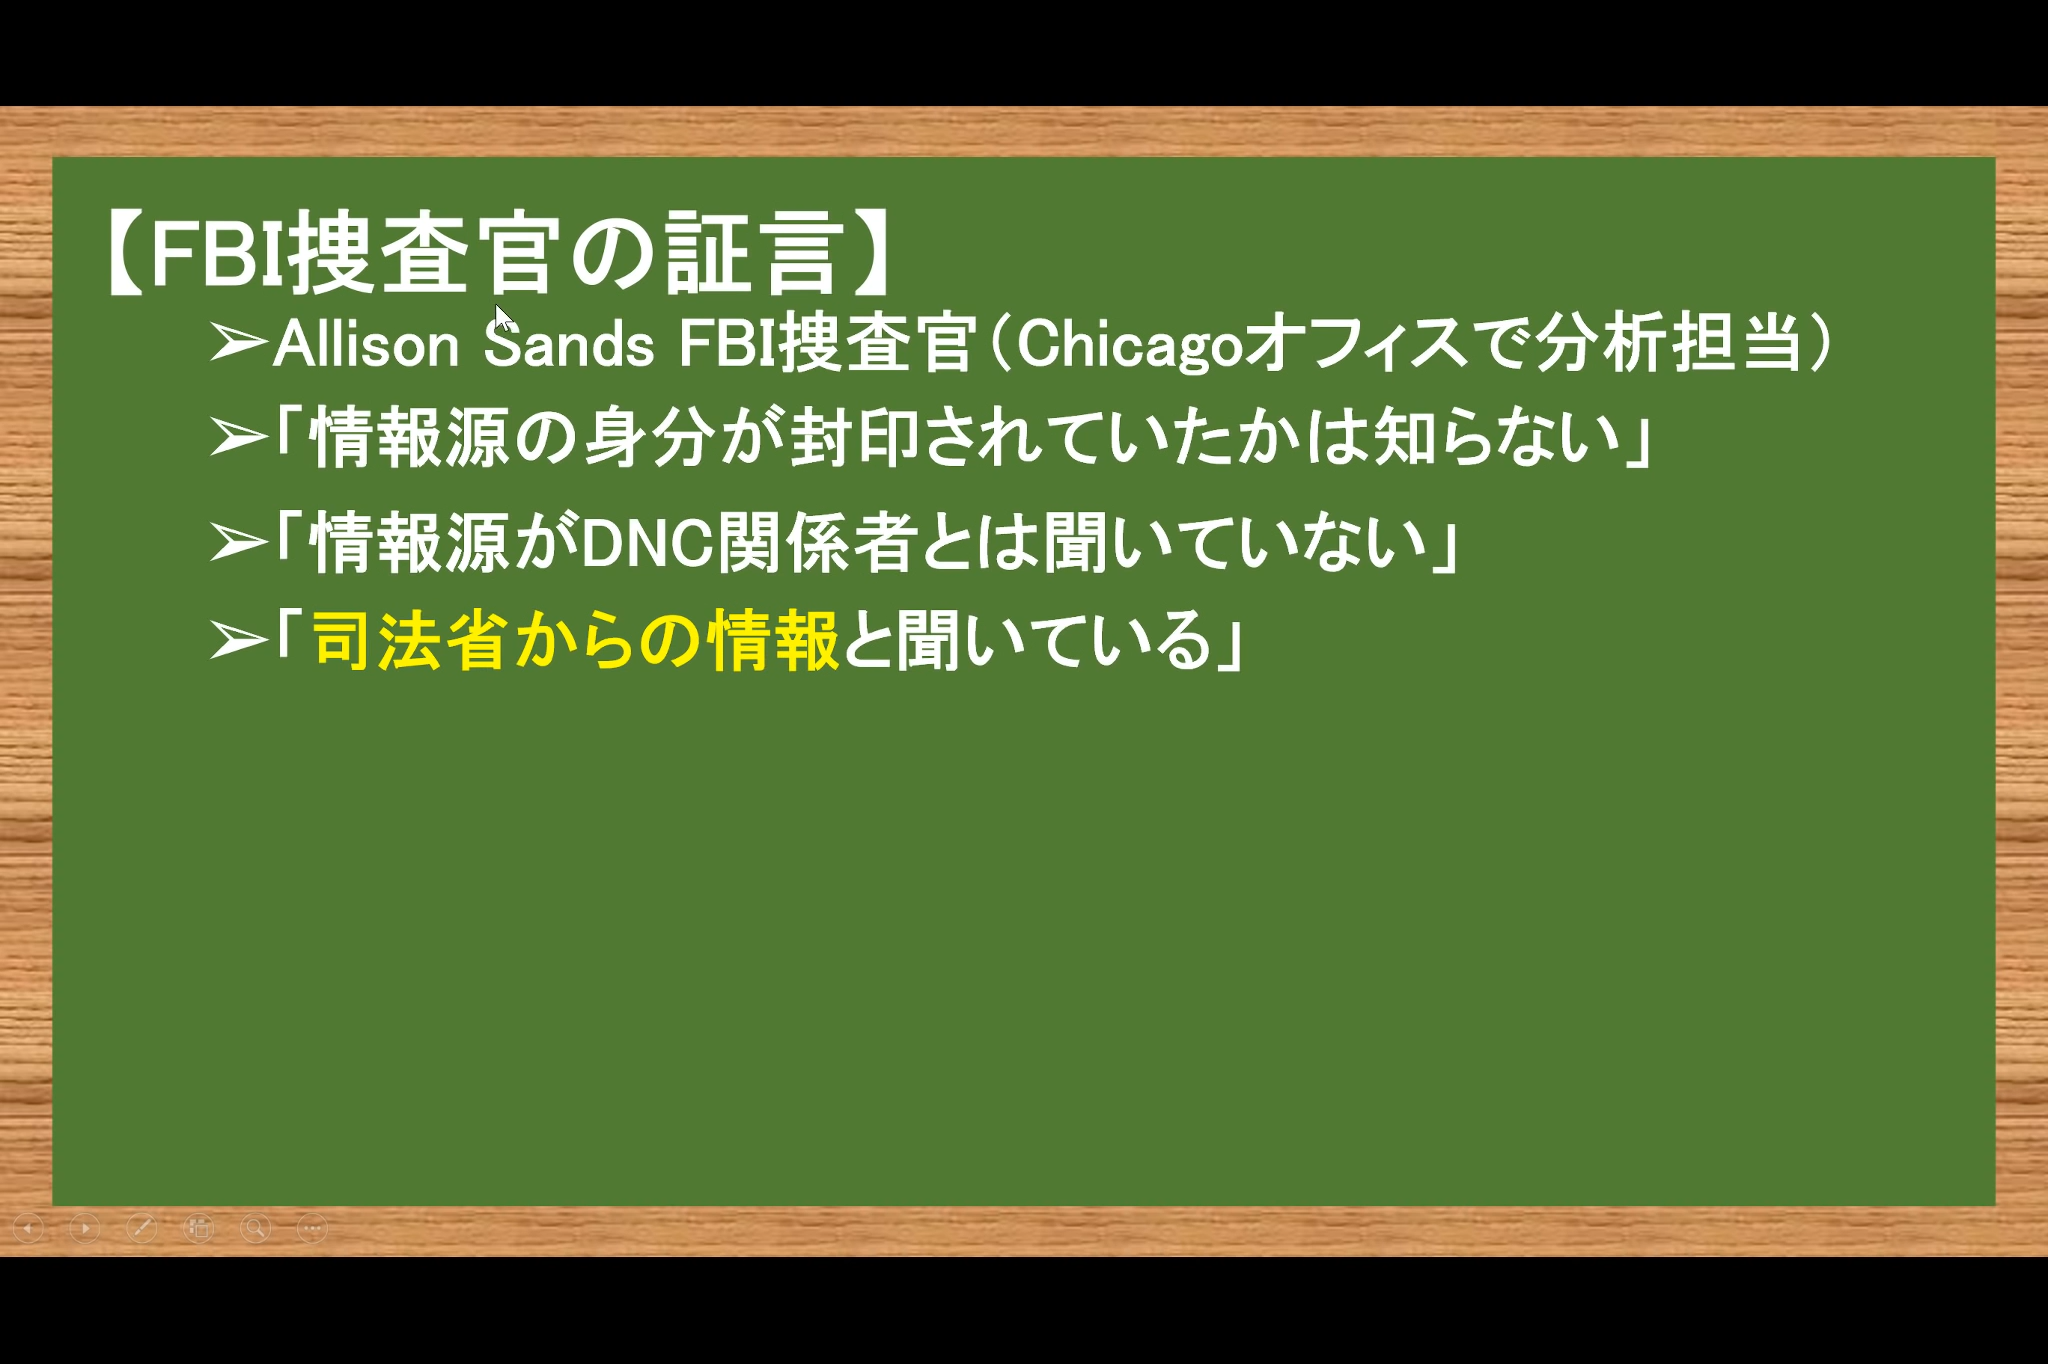 【FBI捜査官の証言】
➢Allison Sands FBI捜査官（Chicagoオフィスで分析担当）
➢「情報源の身分が封印されていたかは知らない」
➢「情報源がDNC関係者とは聞いていない」
➢「司法省からの情報と聞いている」